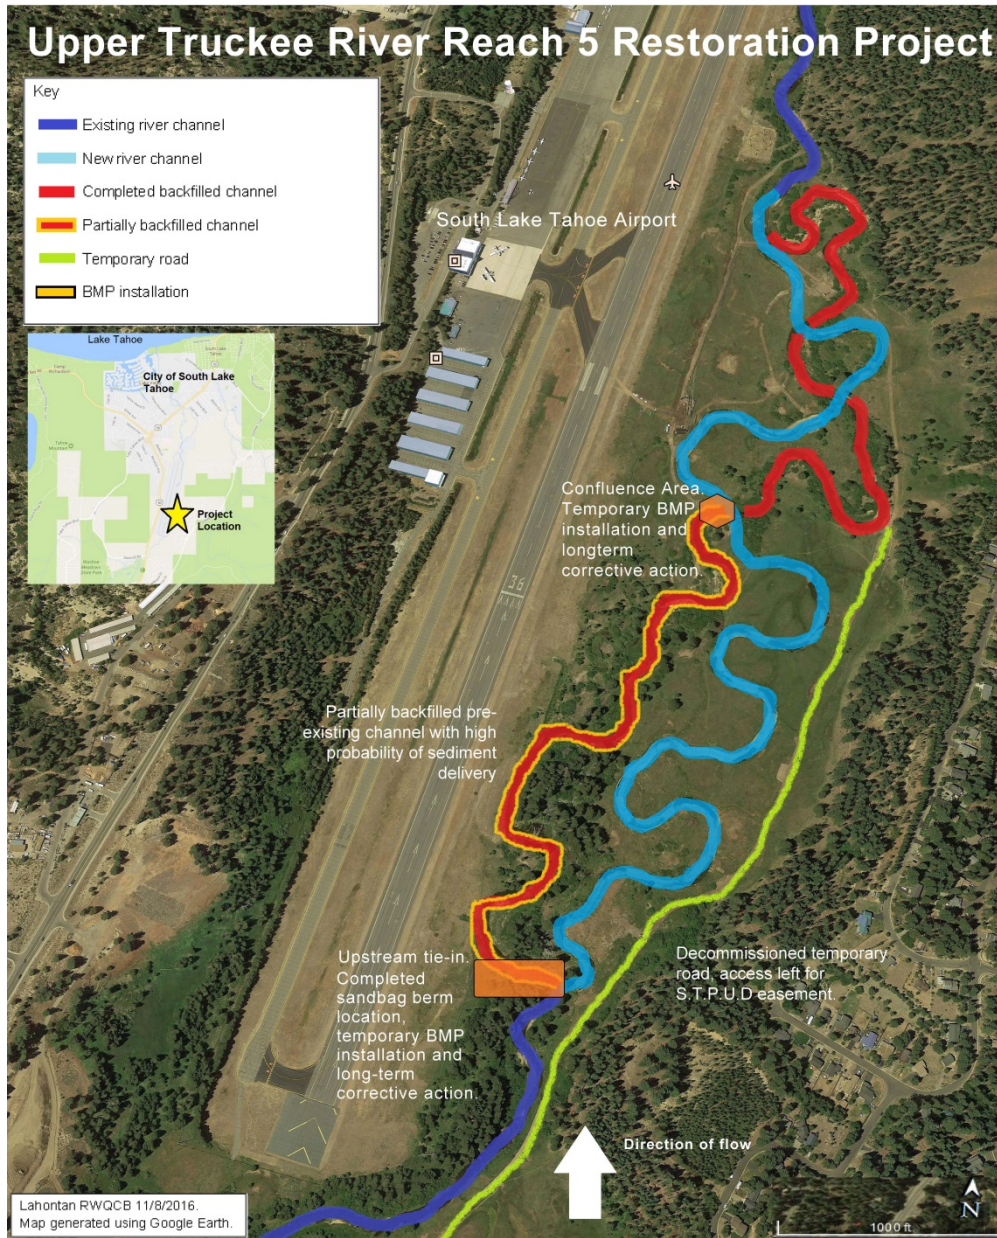 Upper Truckee River Reach 5 Restoration Project
Key
Existing river channel
New river channel
Completed backfilled channel
Partially backfilled channel
Temporary road
BMP installation
Lake Tahoe
City of South Lake
Tahoe
Project
Location
South Lake Tahoe Airport
Confluence Area.
Temporary BMP
installation and
longterm
corrective action.
36
Partially backfilled pre-
existing channel with high
probability of sediment
delivery
Upstream tie-in.
Completed
sandbag berm
location,
temporary BMP
installation and
long-term
corrective action.
Decommissioned temporary
road, access left for
S.T.P.U.D easement.
Direction of flow
Lahontan RWQCB 11/8/2016.
Map generated using Google Earth.
N
1000 ft